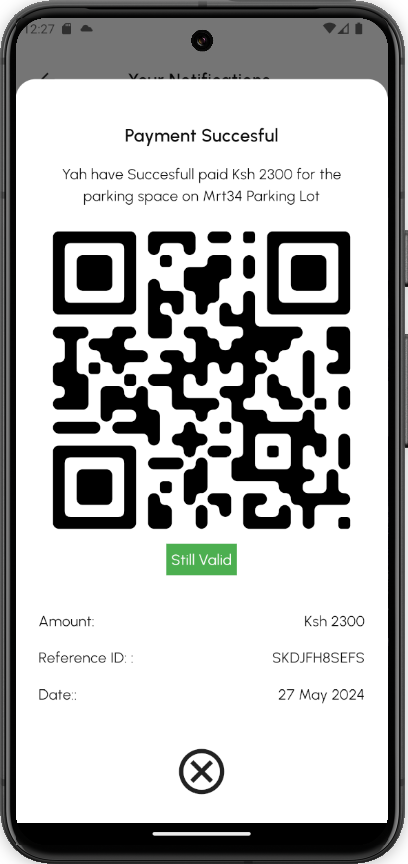 12:27
Your Notifications
Payment Succesful
Yah have Succesfull paid Ksh 2300 for the
parking space on Mrt34 Parking Lot
Still Valid
Amount: Ksh 2300
Reference ID: : SKDJFH8SEFS
Date:: 27 May 2024